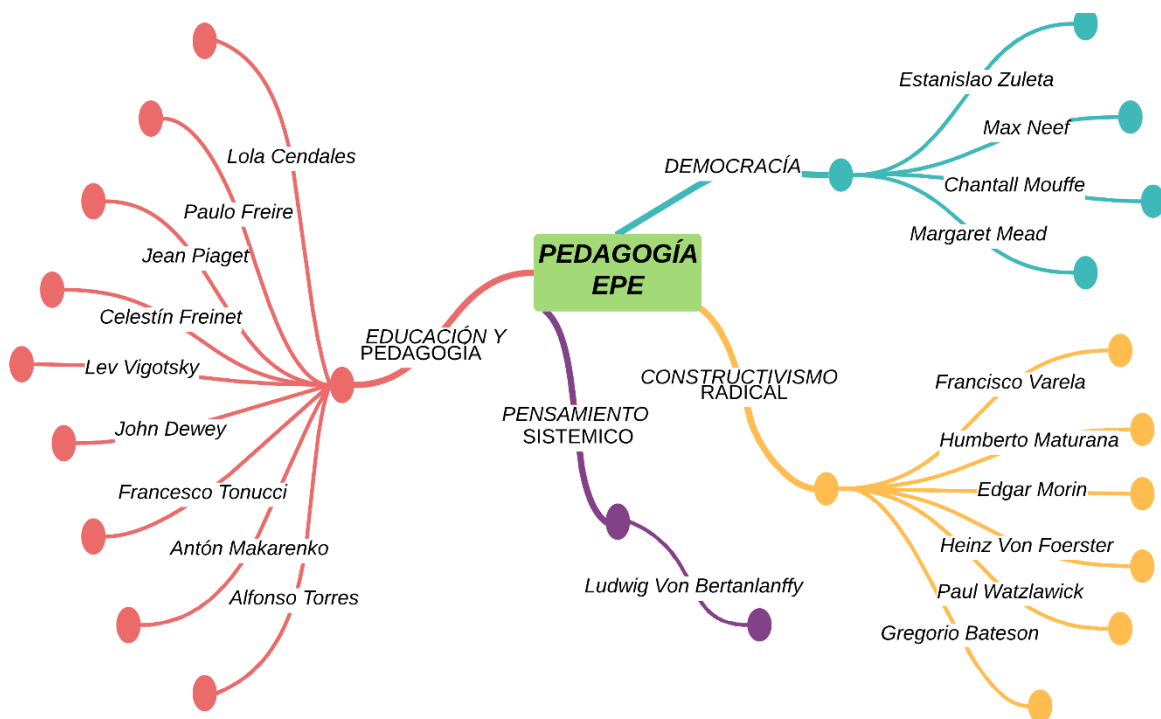 PEDAGOGÍA
EPE
EDUCACIÓN Y
PEDAGOGÍA
Lola Cendales
Paulo Freire
Jean Piaget
Celestín Freinet
Lev Vigotsky
John Dewey
Francesco Tonucci
Antón Makarenko
Alfonso Torres
PENSAMIENTO
SISTEMICO
Ludwig Von Bertanlanffy
DEMOCRACÍA
Estanislao Zuleta
Max Neef
Chantall Mouffe
Margaret Mead
CONSTRUCTIVISMO
RADICAL
Francisco Varela
Humberto Maturana
Edgar Morin
Heinz Von Foerster
Paul Watzlawick
Gregorio Bateson